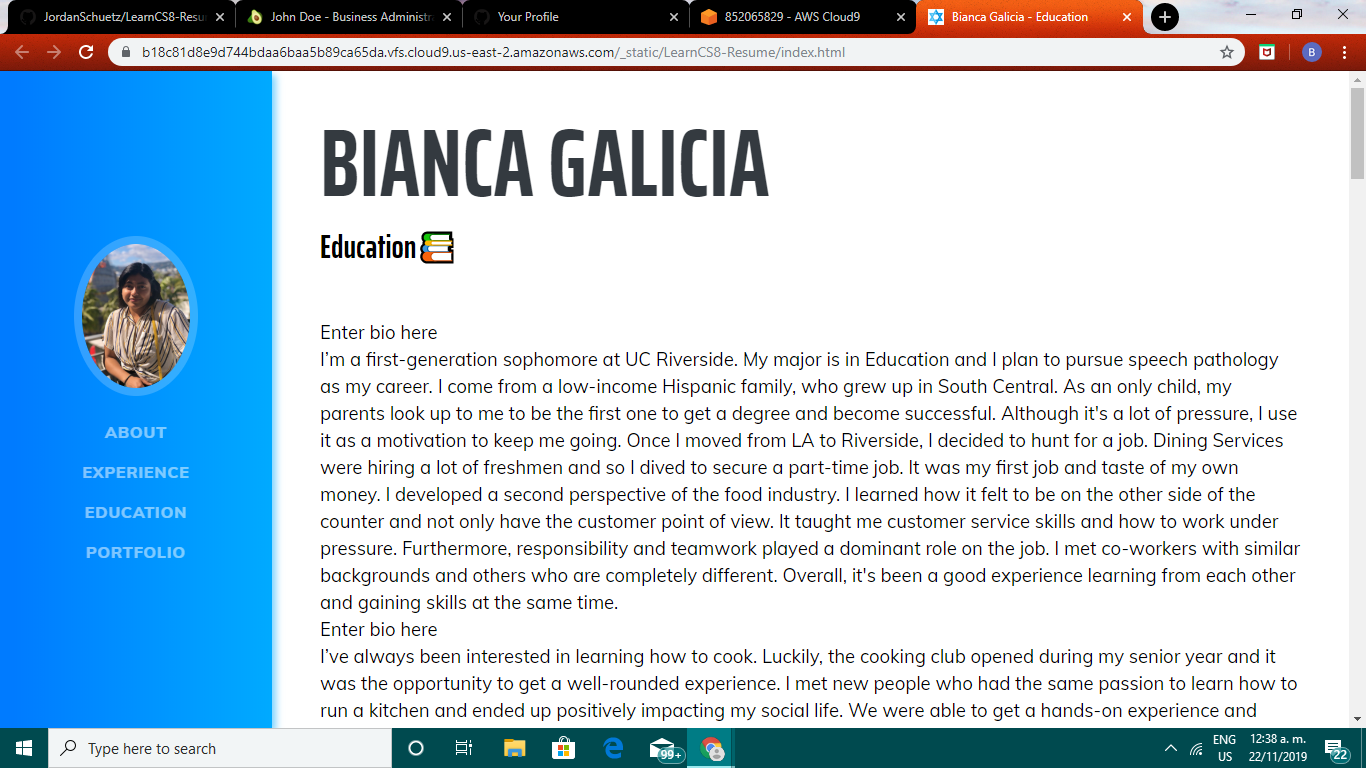 JordanSchuetz/LearnCS8-Resu
John Doe - Business Administra
Your Profile
852065829 - AWS Cloud9
Bianca Galicia - Education
b18c81d8e9d744bdaa6baa5b89ca65da.vfs.cloud9.us-east-2.amazonaws.com/_static/LearnCS8-Resume/index.html
B
BIANCA GALICIA
Education
ABOUT
EXPERIENCE
EDUCATION
PORTFOLIO
Enter bio here
I’m a first-generation sophomore at UC Riverside. My major is in Education and I plan to pursue speech pathology
as my career. I come from a low-income Hispanic family, who grew up in South Central. As an only child, my
parents look up to me to be the first one to get a degree and become successful. Although it's a lot of pressure, I use
it as a motivation to keep me going. Once I moved from LA to Riverside, I decided to hunt for a job. Dining Services
were hiring a lot of freshmen and so I dived to secure a part-time job. It was my first job and taste of my own
money. I developed a second perspective of the food industry. I learned how it felt to be on the other side of the
counter and not only have the customer point of view. It taught me customer service skills and how to work under
pressure. Furthermore, responsibility and teamwork played a dominant role on the job. I met co-workers with similar
backgrounds and others who are completely different. Overall, it's been a good experience learning from each other
and gaining skills at the same time.
Enter bio here
I’ve always been interested in learning how to cook. Luckily, the cooking club opened during my senior year and it
was the opportunity to get a well-rounded experience. I met new people who had the same passion to learn how to
run a kitchen and ended up positively impacting my social life. We were able to get a hands-on experience and
Type here to search
99+
ENG
US
12:38 a. m.
22/11/2019
22